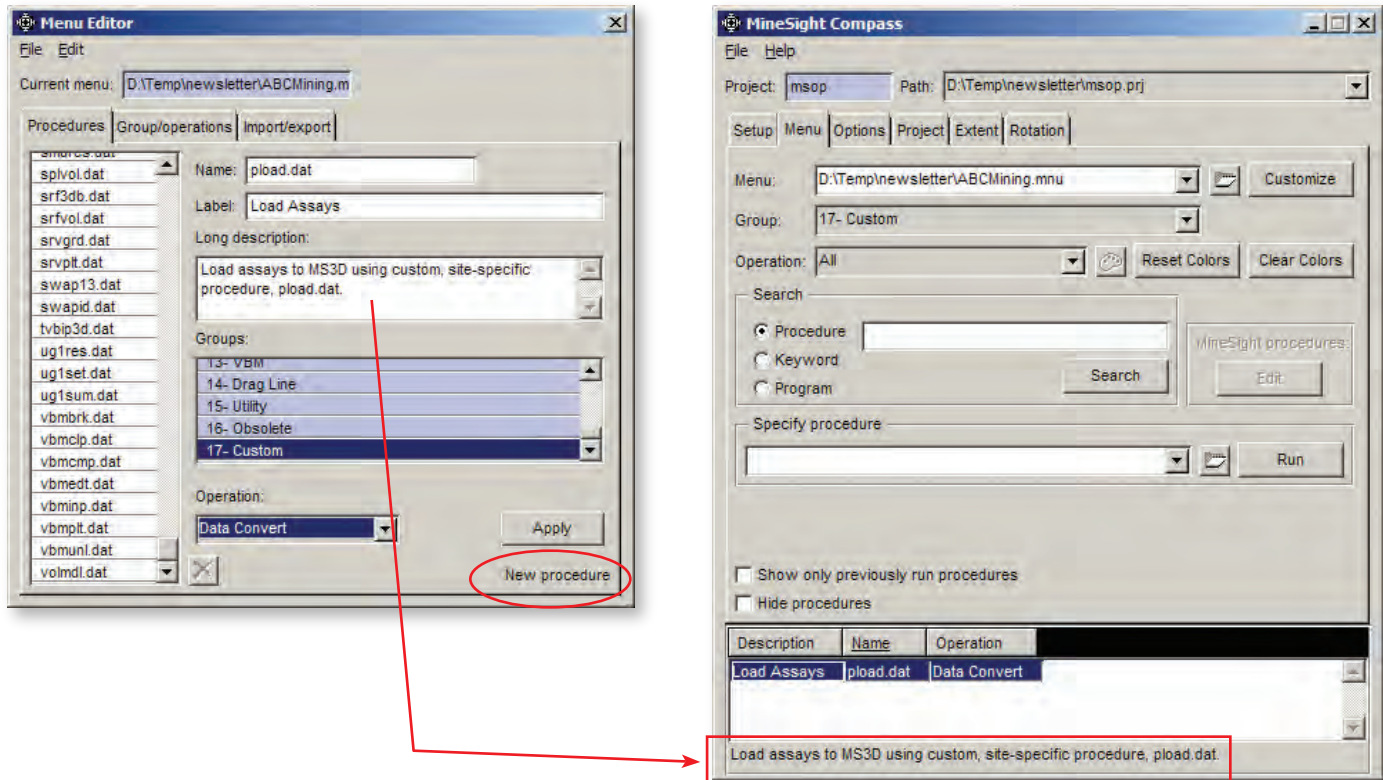 Menu Editor
File Edit
Current menu: D:\Temp\newsletter\ABCMining.m
Procedures Group/operations Import/export
splvol.dat
srf3db.dat
srfvol.dat
srvgrd.dat
srvplt.dat
swap13.dat
swapid.dat
tvbip3d.dat
ug1res.dat
ug1set.dat
ug1sum.dat
vbmbrk.dat
vbmclp.dat
vbmcmp.dat
vbmedt.dat
vbminp.dat
vbmplt.dat
vbmunl.dat
volmdl.dat
Name: pload.dat
Label: Load Assays
Long description:
Load assays to MS3D using custom, site-specific
procedure, pload.dat.
Groups:
13- VBM
14- Drag Line
15- Utility
16- Obsolete
17- Custom
Operation:
Data Convert
Apply
New procedure
MineSight Compass
File Help
Project: msop Path: D:\Temp\newsletter\msop.prj
Setup Menu Options Project Extent Rotation
Menu: D:\Temp\newsletter\ABCMining.mnu Customize
Group: 17- Custom
Operation: All Reset Colors Clear Colors
Search
Procedure
Keyword
Program
Search
MineSight procedures:
Edit
Specify procedure
Run
Show only previously run procedures
Hide procedures
Description Name Operation
Load Assays pload.dat Data Convert
Load assays to MS3D using custom, site-specific procedure, pload.dat.